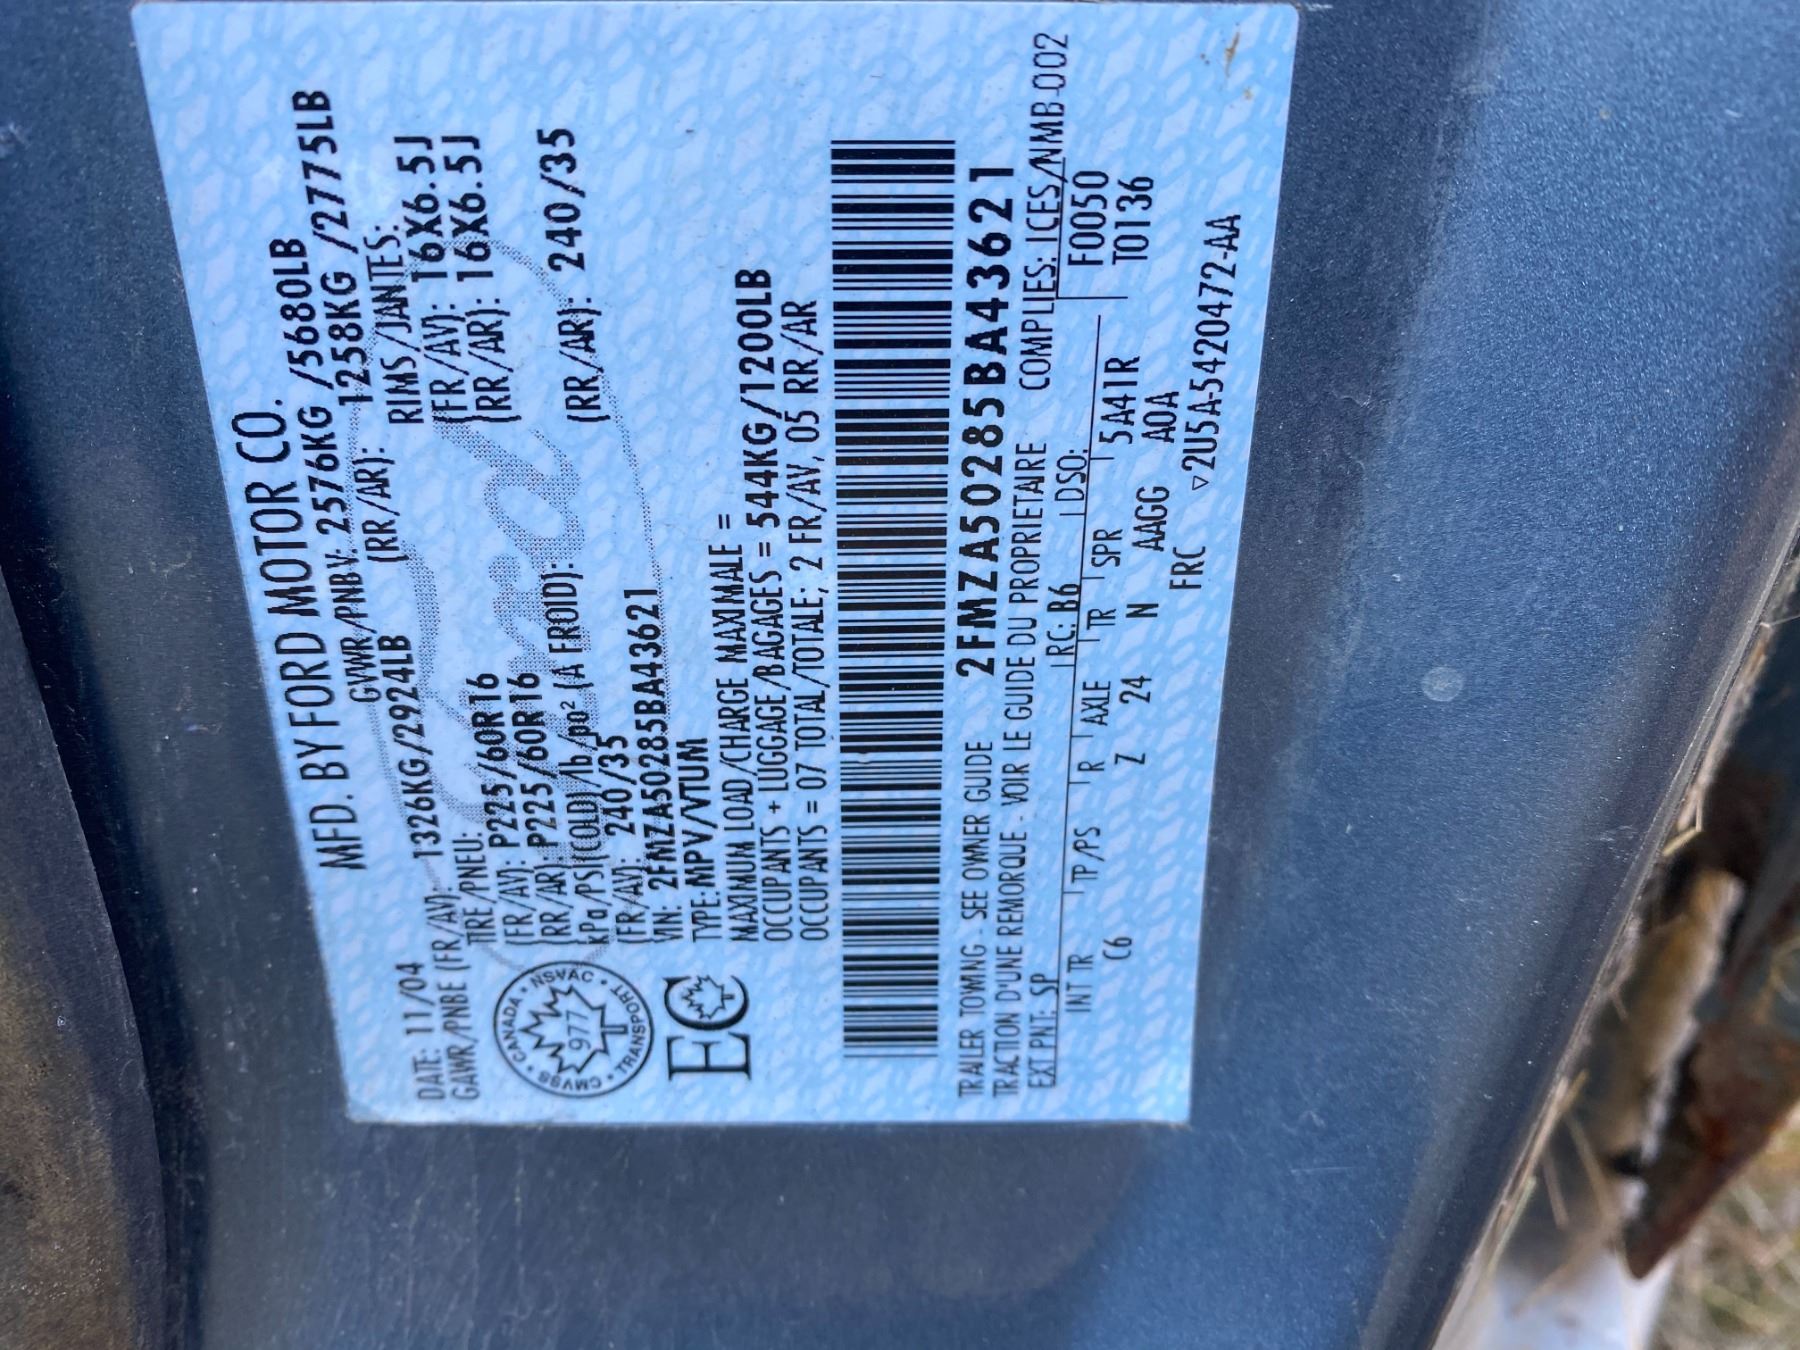 MFD. BY FORD MOTOR CO.
DATE: 11/04 GVWR/PNBV: 2576KG /5680LB
GAWR/PNBE (FR/AV): 1326KG/2924LB (RR/AR): 1258KG /2775LB
TIRE/PNEU: RIMS /JANTES:
(FR/AV): P225/60R16 (FR/AV): 16X6.5J
(RR/AR) P225/60R16 (RR/AR): 16X6.5J
kPa/PSI(COLD)/lb/po² (A FROID):
(FR/AV): 240/35 (RR/AR): 240/35
VIN: 2FMZA50285BA43621
TYPE: MPV/VTUM
MAXIMUM LOAD/CHARGE MAXIMALE =
OCCUPANTS + LUGGAGE/BAGAGES = 544KG/1200LB
OCCUPANTS = 07 TOTAL/TOTALE; 2 FR/AV, 05 RR/AR
CANADA • NSVAC • TRANSPORT • CMVSS •
977
T
EC
Ford
2FMZA50285BA43621
TRAILER TOWING - SEE OWNER GUIDE
TRACTION D'UNE REMORQUE - VOIR LE GUIDE DU PROPRIETAIRE COMPLIES: ICES/NMB-002
EXT PNT: SP RC: B6 DSO: F0050
INT TR TP/PS R AXLE TR SPR 5A41R T0136
C6 Z 24 N AAGG A0A
FRC ▽2U5A-5420472-AA